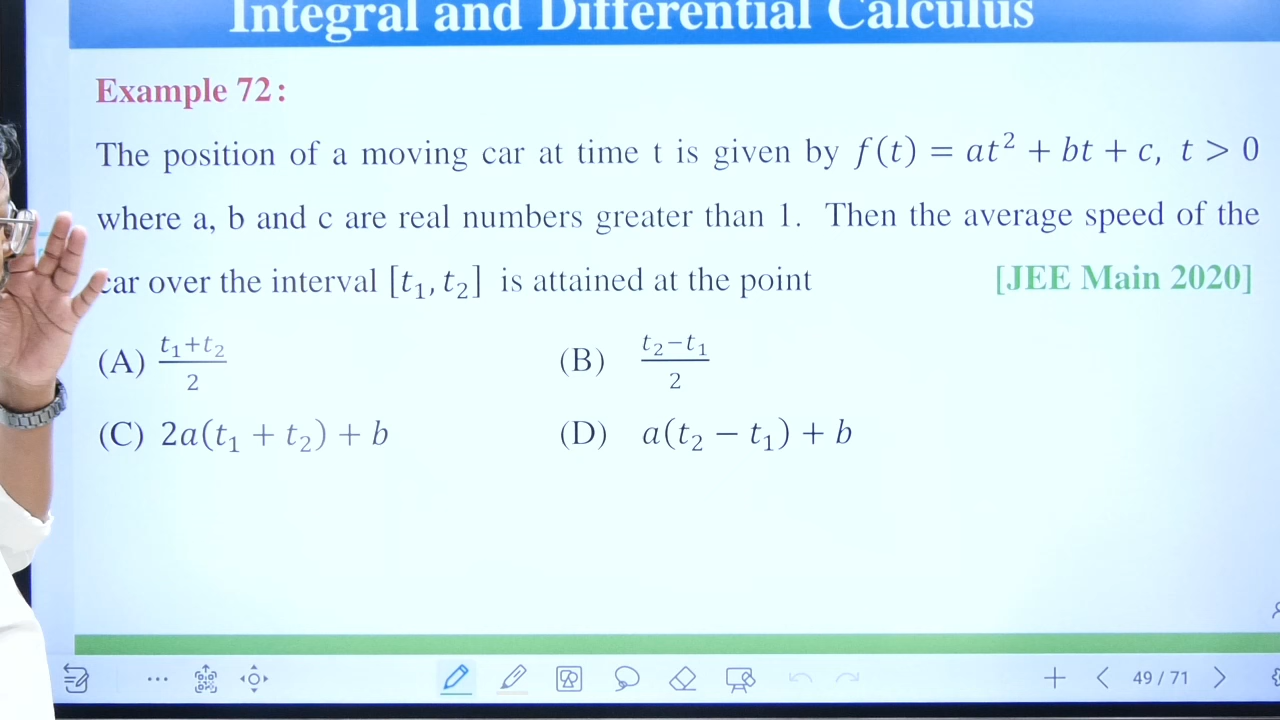 Integral and Differential Calculus
Example 72:
The position of a moving car at time t is given by f(t) = at² + bt + c, t > 0
where a, b and c are real numbers greater than 1. Then the average speed of the
car over the interval [t₁, t₂] is attained at the point [JEE Main 2020]
(A) (t₁+t₂)/2 (B) (t₂−t₁)/2
(C) 2a(t₁ + t₂) + b (D) a(t₂ − t₁) + b
49 / 71